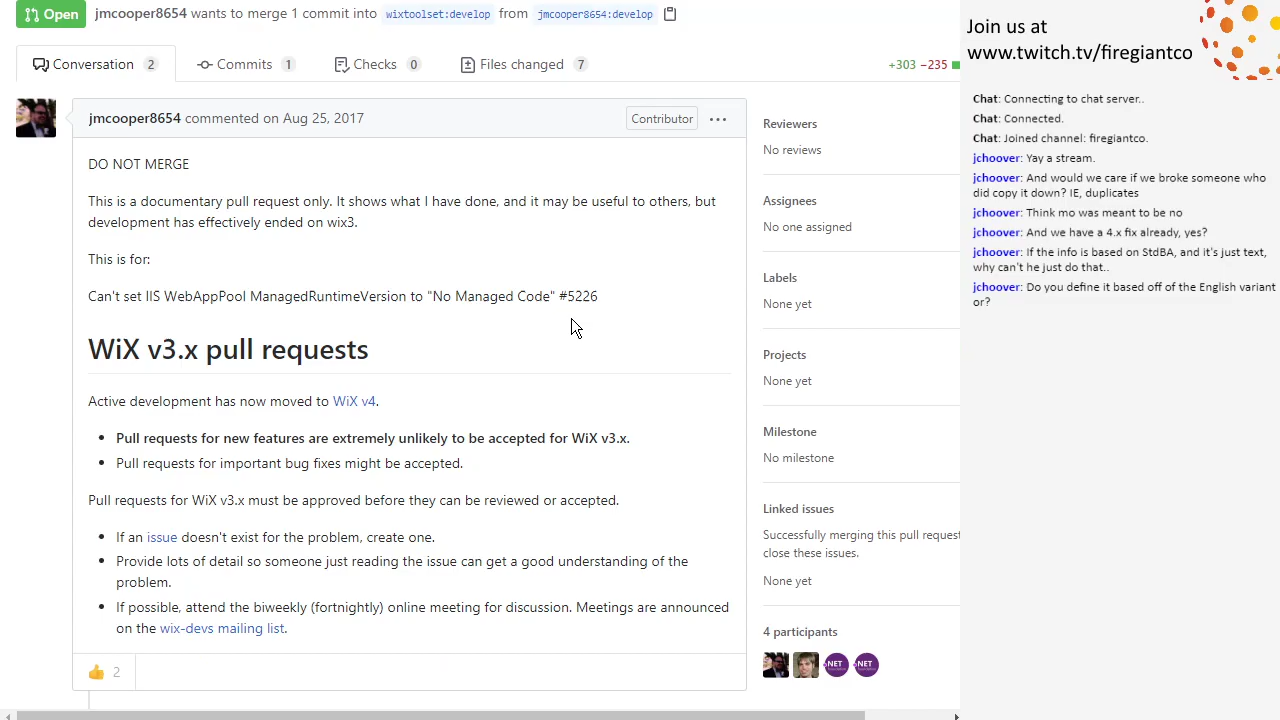 Open
jmcooper8654 wants to merge 1 commit into wixtoolset:develop from jmcooper8654:develop
Conversation 2
Commits 1
Checks 0
Files changed 7
+303 −235
jmcooper8654 commented on Aug 25, 2017
Contributor
DO NOT MERGE
This is a documentary pull request only. It shows what I have done, and it may be useful to others, but
development has effectively ended on wix3.
This is for:
Can't set IIS WebAppPool ManagedRuntimeVersion to "No Managed Code" #5226
WiX v3.x pull requests
Active development has now moved to WiX v4.
• Pull requests for new features are extremely unlikely to be accepted for WiX v3.x.
• Pull requests for important bug fixes might be accepted.
Pull requests for WiX v3.x must be approved before they can be reviewed or accepted.
• If an issue doesn't exist for the problem, create one.
• Provide lots of detail so someone just reading the issue can get a good understanding of the
problem.
• If possible, attend the biweekly (fortnightly) online meeting for discussion. Meetings are announced
on the wix-devs mailing list.
👍 2
Reviewers
No reviews
Assignees
No one assigned
Labels
None yet
Projects
None yet
Milestone
No milestone
Linked issues
Successfully merging this pull request
close these issues.
None yet
4 participants
.NET
.NET
Join us at
www.twitch.tv/firegiantco
Chat: Connecting to chat server..
Chat: Connected.
Chat: Joined channel: firegiantco.
jchoover: Yay a stream.
jchoover: And would we care if we broke someone who
did copy it down? IE, duplicates
jchoover: Think mo was meant to be no
jchoover: And we have a 4.x fix already, yes?
jchoover: If the info is based on StdBA, and it's just text,
why can't he just do that..
jchoover: Do you define it based off of the English variant
or?